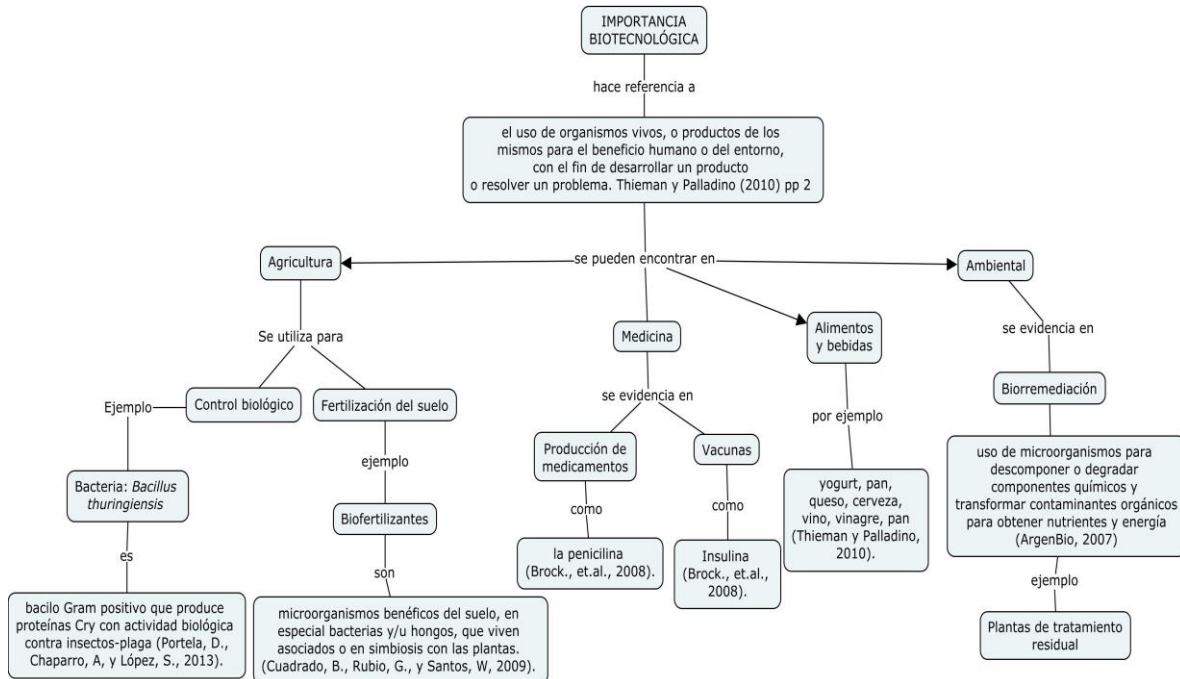 IMPORTANCIA
BIOTECNOLÓGICA
hace referencia a
el uso de organismos vivos, o productos de los
mismos para el beneficio humano o del entorno,
con el fin de desarrollar un producto
o resolver un problema. Thieman y Palladino (2010) pp 2
se pueden encontrar en
Agricultura
Se utiliza para
Control biológico
Ejemplo
Bacteria: Bacillus
thuringiensis
es
bacilo Gram positivo que produce
proteínas Cry con actividad biológica
contra insectos-plaga (Portela, D.,
Chaparro, A, y López, S., 2013).
Fertilización del suelo
ejemplo
Biofertilizantes
son
microorganismos benéficos del suelo, en
especial bacterias y/u hongos, que viven
asociados o en simbiosis con las plantas.
(Cuadrado, B., Rubio, G., y Santos, W, 2009).
Medicina
se evidencia en
Producción de
medicamentos
como
la penicilina
(Brock., et.al., 2008).
Vacunas
como
Insulina
(Brock., et.al.,
2008).
Alimentos
y bebidas
por ejemplo
yogurt, pan,
queso, cerveza,
vino, vinagre, pan
(Thieman y Palladino,
2010).
Ambiental
se evidencia en
Biorremediación
uso de microorganismos para
descomponer o degradar
componentes químicos y
transformar contaminantes orgánicos
para obtener nutrientes y energía
(ArgenBio, 2007)
ejemplo
Plantas de tratamiento
residual